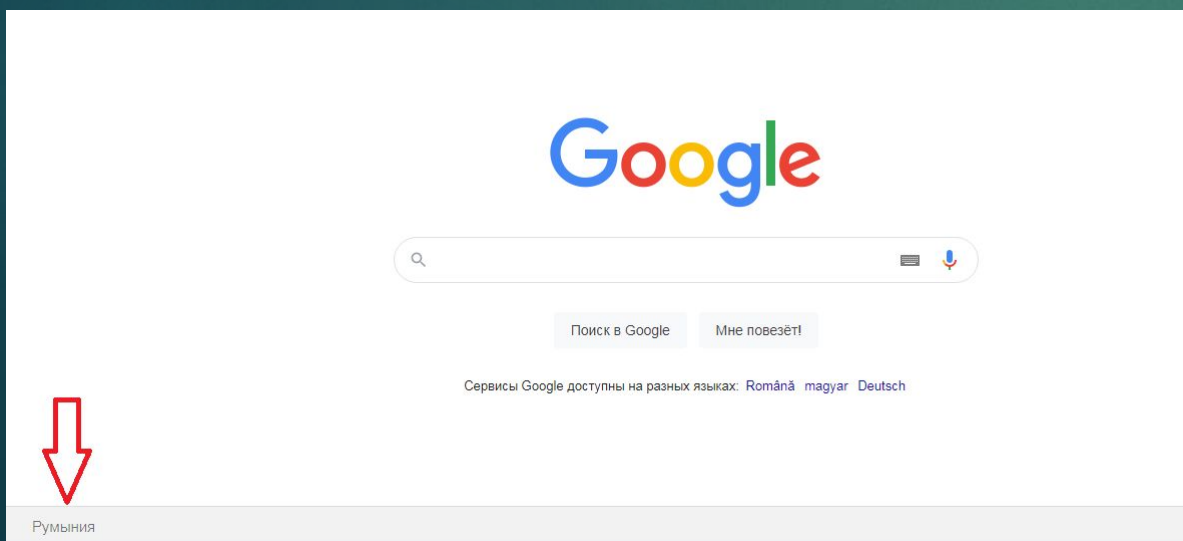 Google
Поиск в Google Мне повезёт!
Сервисы Google доступны на разных языках: Română magyar Deutsch
Румыния